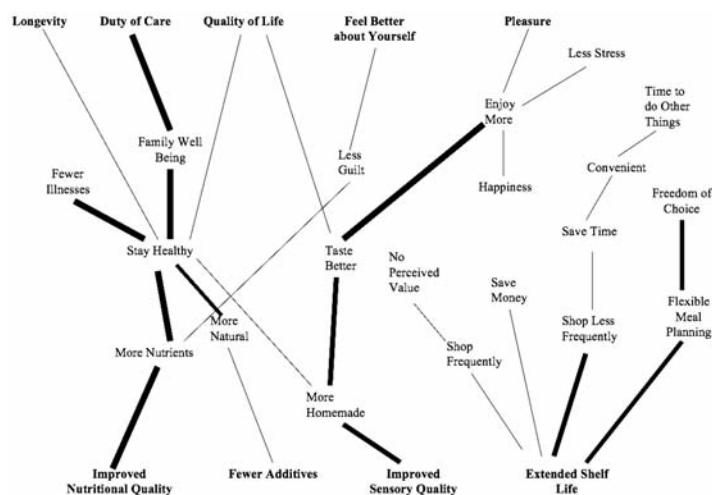 Longevity
Duty of Care
Quality of Life
Feel Better
about Yourself
Pleasure
Less Stress
Time to
do Other
Things
Enjoy
More
Family Well
Being
Less
Guilt
Convenient
Fewer
Illnesses
Happiness
Freedom of
Choice
Save Time
Stay Healthy
Taste
Better
No
Perceived
Value
Save
Money
Flexible
Meal
Planning
More
Natural
Shop Less
Frequently
More Nutrients
Shop
Frequently
More
Homemade
Improved
Nutritional Quality
Fewer Additives
Improved
Sensory Quality
Extended Shelf
Life